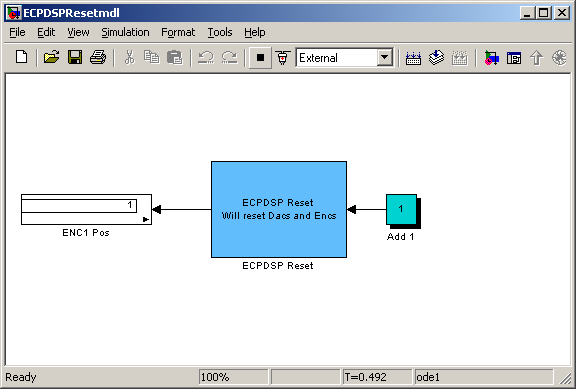 ECPDSPResetmdl
File Edit View Simulation Format Tools Help
External
1
ECPDSP Reset
Will reset Dacs and Encs
1
ENC1 Pos
Add 1
ECPDSP Reset
Ready 100% T=0.492 ode1